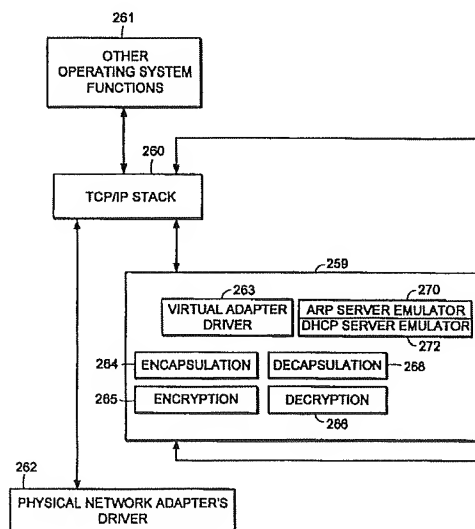 261
OTHER
OPERATING SYSTEM
FUNCTIONS
260
TCP/IP STACK
259
263
VIRTUAL ADAPTER
DRIVER
270
ARP SERVER EMULATOR
DHCP SERVER EMULATOR
272
264
ENCAPSULATION
DECAPSULATION
268
265
ENCRYPTION
DECRYPTION
266
262
PHYSICAL NETWORK ADAPTER'S
DRIVER